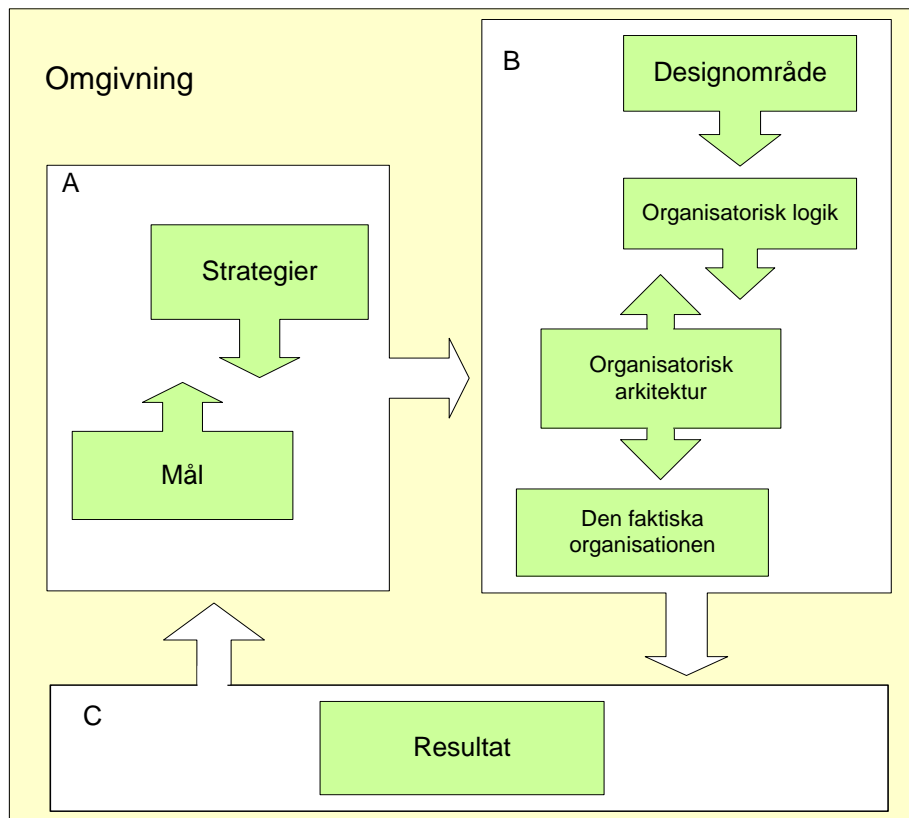 Omgivning
A
Strategier
Mål
B
Designområde
Organisatorisk logik
Organisatorisk
arkitektur
Den faktiska
organisationen
C
Resultat